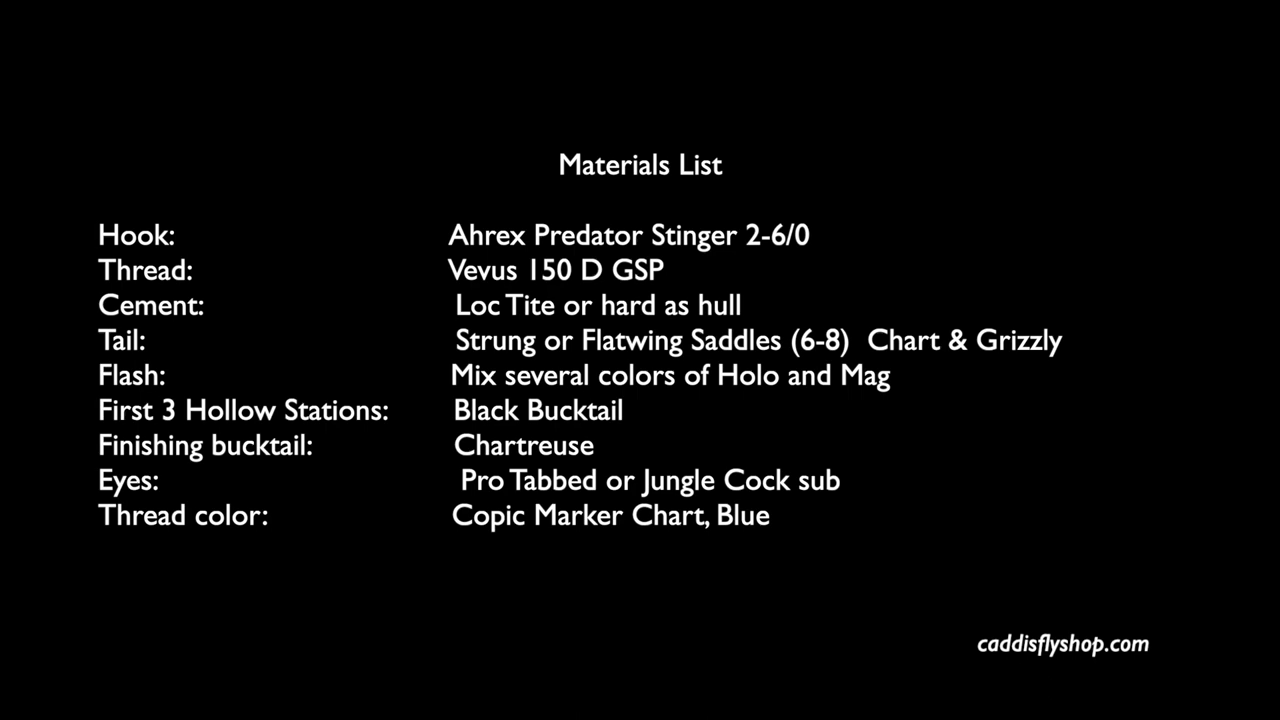 Materials List
Hook: Ahrex Predator Stinger 2-6/0
Thread: Vevus 150 D GSP
Cement: Loc Tite or hard as hull
Tail: Strung or Flatwing Saddles (6-8) Chart & Grizzly
Flash: Mix several colors of Holo and Mag
First 3 Hollow Stations: Black Bucktail
Finishing bucktail: Chartreuse
Eyes: Pro Tabbed or Jungle Cock sub
Thread color: Copic Marker Chart, Blue
caddisflyshop.com